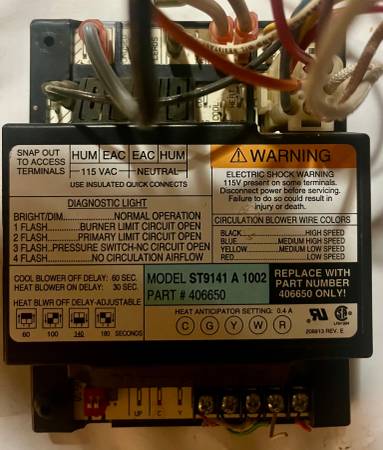 SNAP OUT
TO ACCESS
TERMINALS
HUM EAC EAC HUM
115 VAC NEUTRAL
USE INSULATED QUICK CONNECTS
DIAGNOSTIC LIGHT
BRIGHT/DIM..............NORMAL OPERATION
1 FLASH..........BURNER LIMIT CIRCUIT OPEN
2 FLASH.........PRIMARY LIMIT CIRCUIT OPEN
3 FLASH.PRESSURE SWITCH-NC CIRCUIT OPEN
4 FLASH..............NO CIRCULATION AIRFLOW
COOL BLOWER OFF DELAY: 60 SEC.
HEAT BLOWER ON DELAY: 30 SEC.
HEAT BLWR OFF DELAY-ADJUSTABLE
60 100 140 180 SECONDS
WARNING
ELECTRIC SHOCK WARNING
115V present on some terminals.
Disconnect power before servicing.
Failure to do so could result in
injury or death.
CIRCULATION BLOWER WIRE COLORS
BLACK..................HIGH SPEED
BLUE..........MEDIUM HIGH SPEED
YELLOW.......MEDIUM LOW SPEED
RED.....................LOW SPEED
MODEL ST9141 A 1002
PART # 406650
REPLACE WITH
PART NUMBER
406650 ONLY!
HEAT ANTICIPATOR SETTING: 0.4 A
C G Y W R
UP C Y